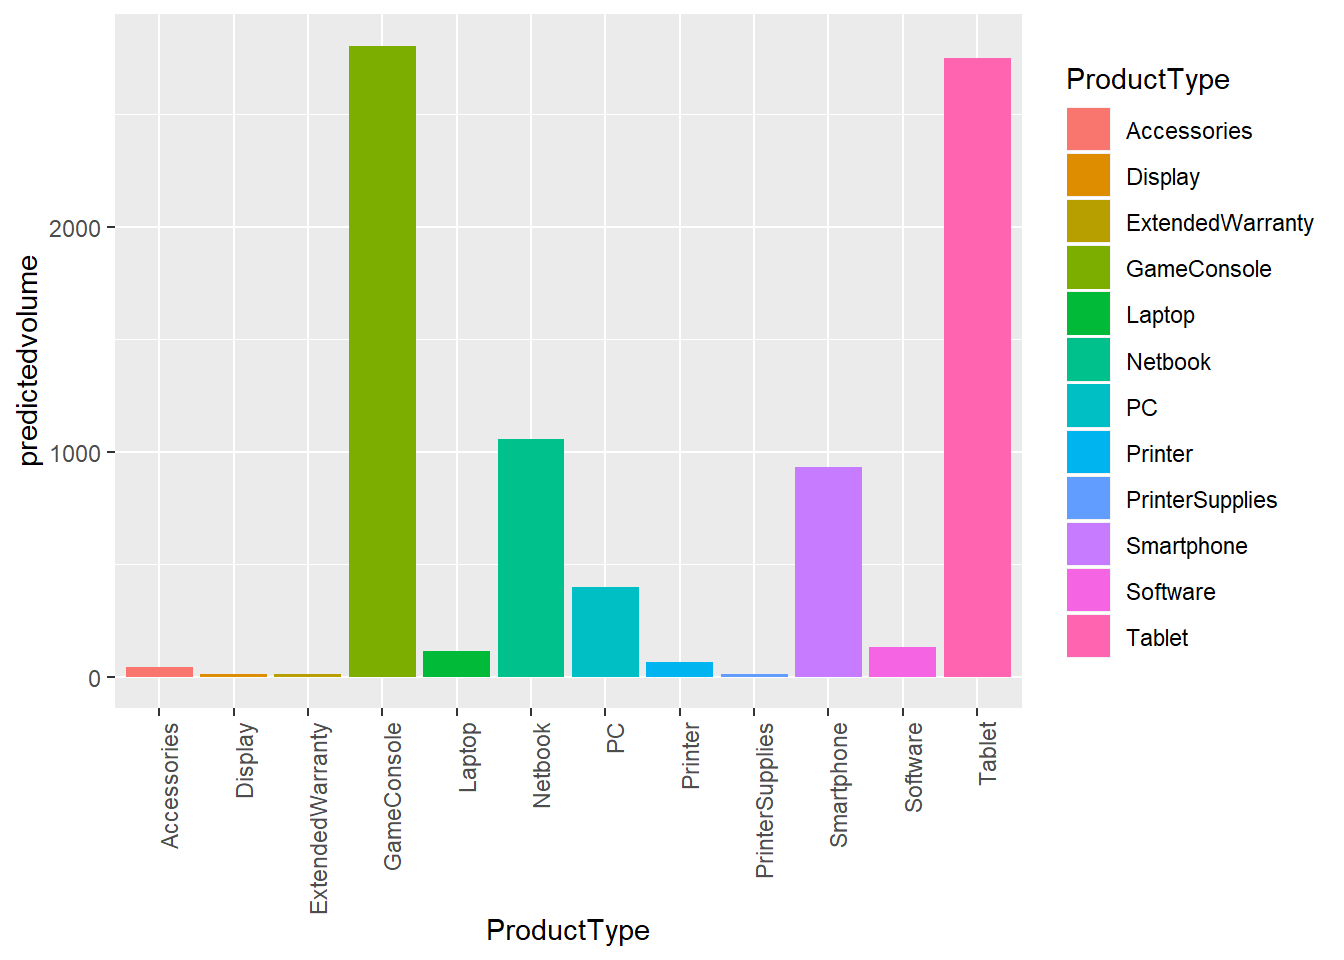 predictedvolume
2000
1000
0
Accessories
Display
ExtendedWarranty
GameConsole
Laptop
Netbook
PC
Printer
PrinterSupplies
Smartphone
Software
Tablet
ProductType
ProductType
Accessories
Display
ExtendedWarranty
GameConsole
Laptop
Netbook
PC
Printer
PrinterSupplies
Smartphone
Software
Tablet